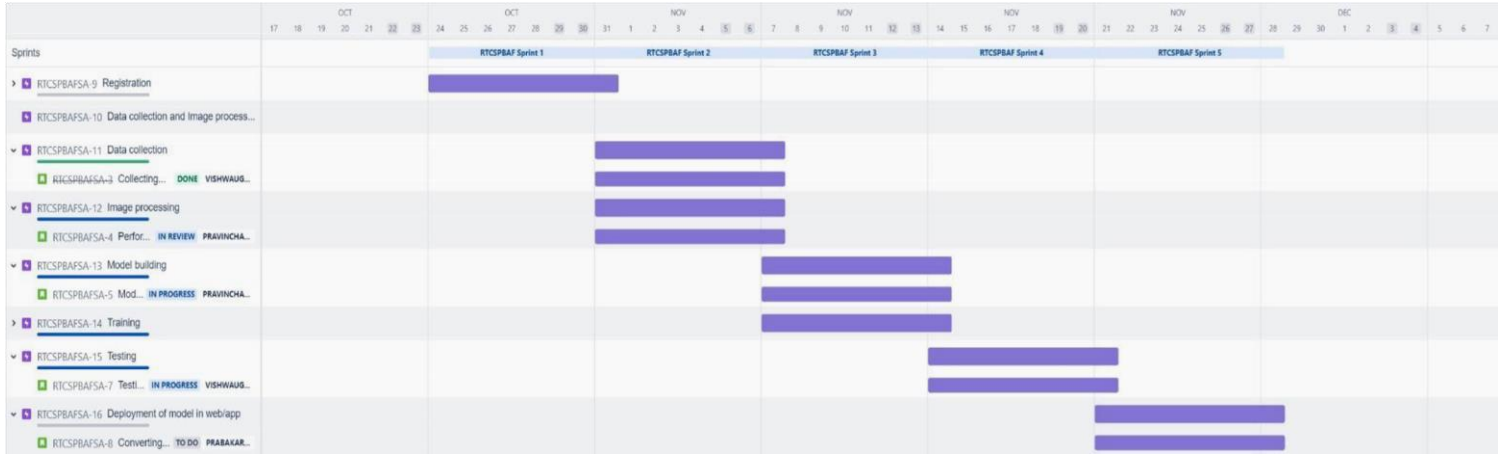 OCT OCT NOV NOV NOV NOV DEC
17 18 19 20 21 22 23 24 25 26 27 28 29 30 31 1 2 3 4 5 6 7 8 9 10 11 12 13 14 15 16 17 18 19 20 21 22 23 24 25 26 27 28 29 30 1 2 3 4 5 6 7
Sprints RTCSPBAF Sprint 1 RTCSPBAF Sprint 2 RTCSPBAF Sprint 3 RTCSPBAF Sprint 4 RTCSPBAF Sprint 5
RTCSPBAFSA-9 Registration
RTCSPBAFSA-10 Data collection and Image process...
RTCSPBAFSA-11 Data collection
RTCSPBAFSA-3 Collecting... DONE VISHWAUG...
RTCSPBAFSA-12 Image processing
RTCSPBAFSA-4 Perfor... IN REVIEW PRAVINCHA...
RTCSPBAFSA-13 Model building
RTCSPBAFSA-5 Mod... IN PROGRESS PRAVINCHA...
RTCSPBAFSA-14 Training
RTCSPBAFSA-15 Testing
RTCSPBAFSA-7 Testi... IN PROGRESS VISHWAUG...
RTCSPBAFSA-16 Deployment of model in web/app
RTCSPBAFSA-8 Converting... TO DO PRABAKAR...